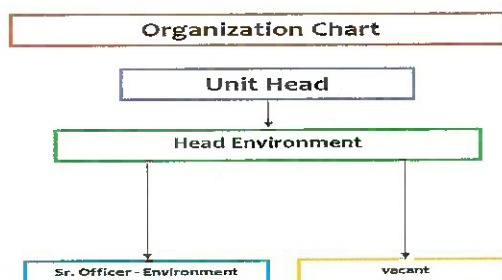 Organization Chart
Unit Head
Head Environment
Sr. Officer - Environment
vacant